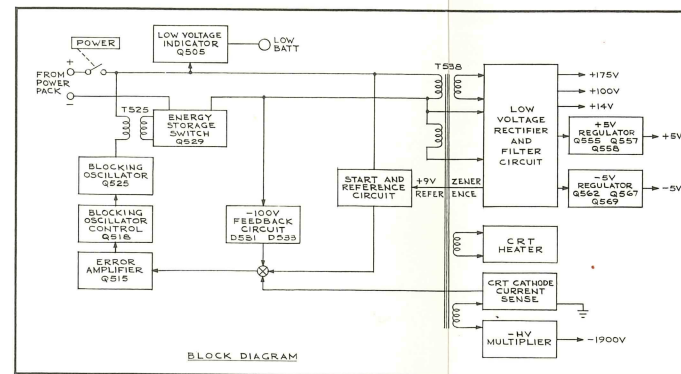 POWER
LOW VOLTAGE
INDICATOR
Q505
LOW
BATT
+
FROM
POWER
PACK
–
T525
ENERGY
STORAGE
SWITCH
Q529
BLOCKING
OSCILLATOR
Q525
BLOCKING
OSCILLATOR
CONTROL
Q518
ERROR
AMPLIFIER
Q515
-100V
FEEDBACK
CIRCUIT
D531 D533
START AND
REFERENCE
CIRCUIT
+9V ZENER
REFERENCE
T538
LOW
VOLTAGE
RECTIFIER
AND
FILTER
CIRCUIT
+175V
+100V
+14V
+5V
REGULATOR
Q555 Q557
Q558
+5V
-5V
REGULATOR
Q562 Q567
Q569
-5V
CRT
HEATER
CRT CATHODE
CURRENT
SENSE
-HV
MULTIPLIER
-1900V
BLOCK DIAGRAM